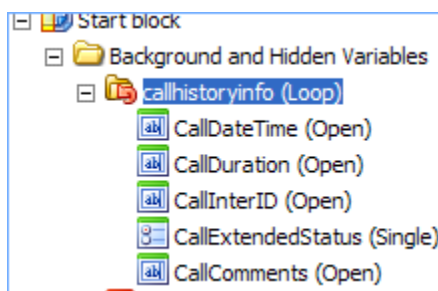 Start block
Background and Hidden Variables
callhistoryinfo (Loop)
CallDateTime (Open)
CallDuration (Open)
CallInterID (Open)
CallExtendedStatus (Single)
CallComments (Open)